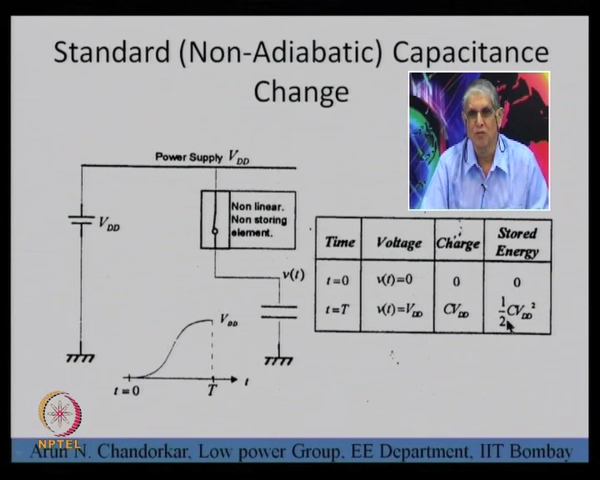 Standard (Non-Adiabatic) Capacitance
Change
Power Supply V_DD
V_DD
Non linear.
Non storing
element.
v(t)
V_DD
t=0
T
t
Time Voltage Charge Stored Energy
t=0 v(t)=0 0 0
t=T v(t)=V_DD CV_DD 1/2 CV_DD²
NPTEL
Arun N. Chandorkar, Low power Group, EE Department, IIT Bombay